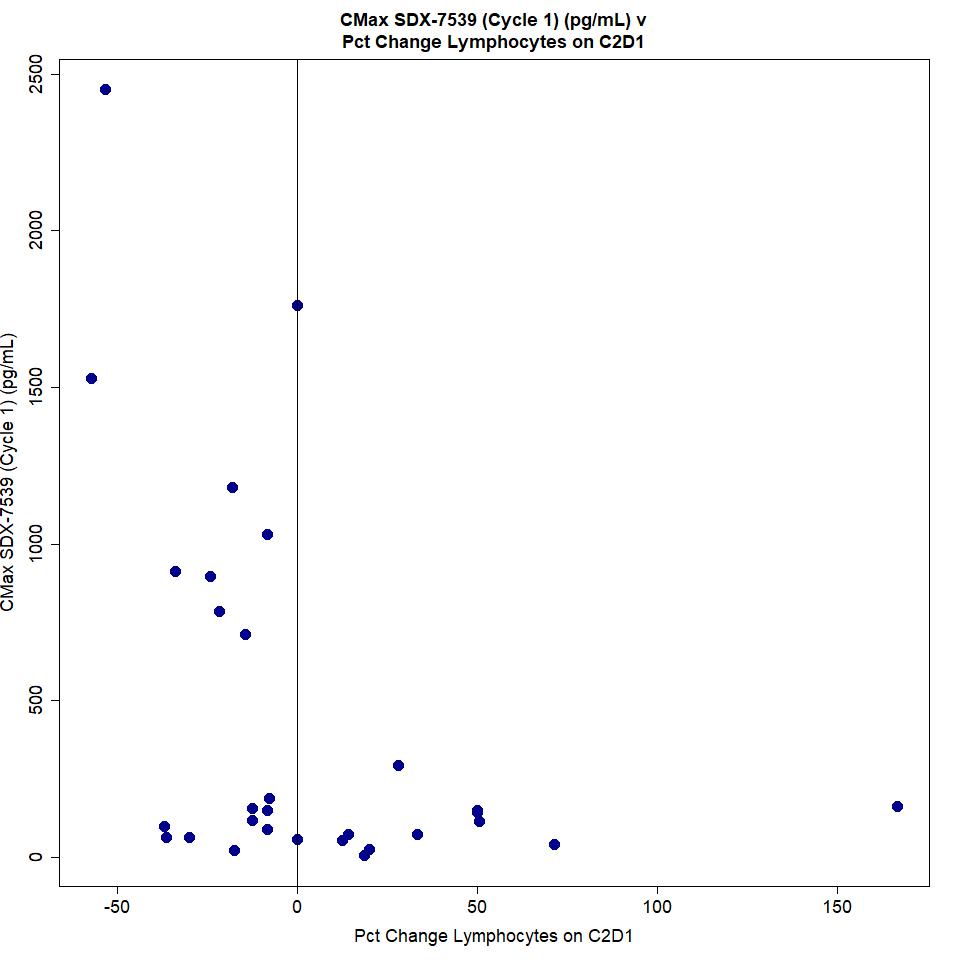 CMax SDX-7539 (Cycle 1) (pg/mL) v
Pct Change Lymphocytes on C2D1
CMax SDX-7539 (Cycle 1) (pg/mL)
2500
2000
1500
1000
500
0
-50
0
50
100
150
Pct Change Lymphocytes on C2D1